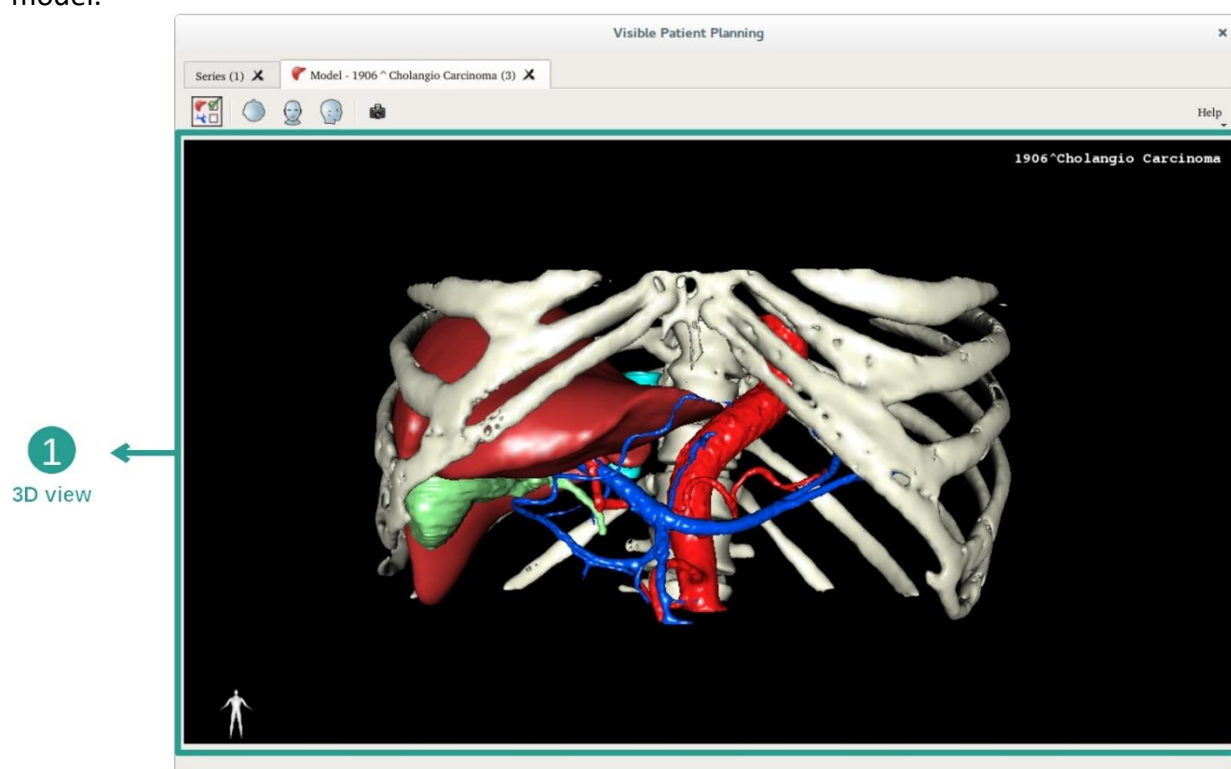 model.
Visible Patient Planning
Series (1)
Model - 1906 ^ Cholangio Carcinoma (3)
Help
1906^Cholangio Carcinoma
1
3D view